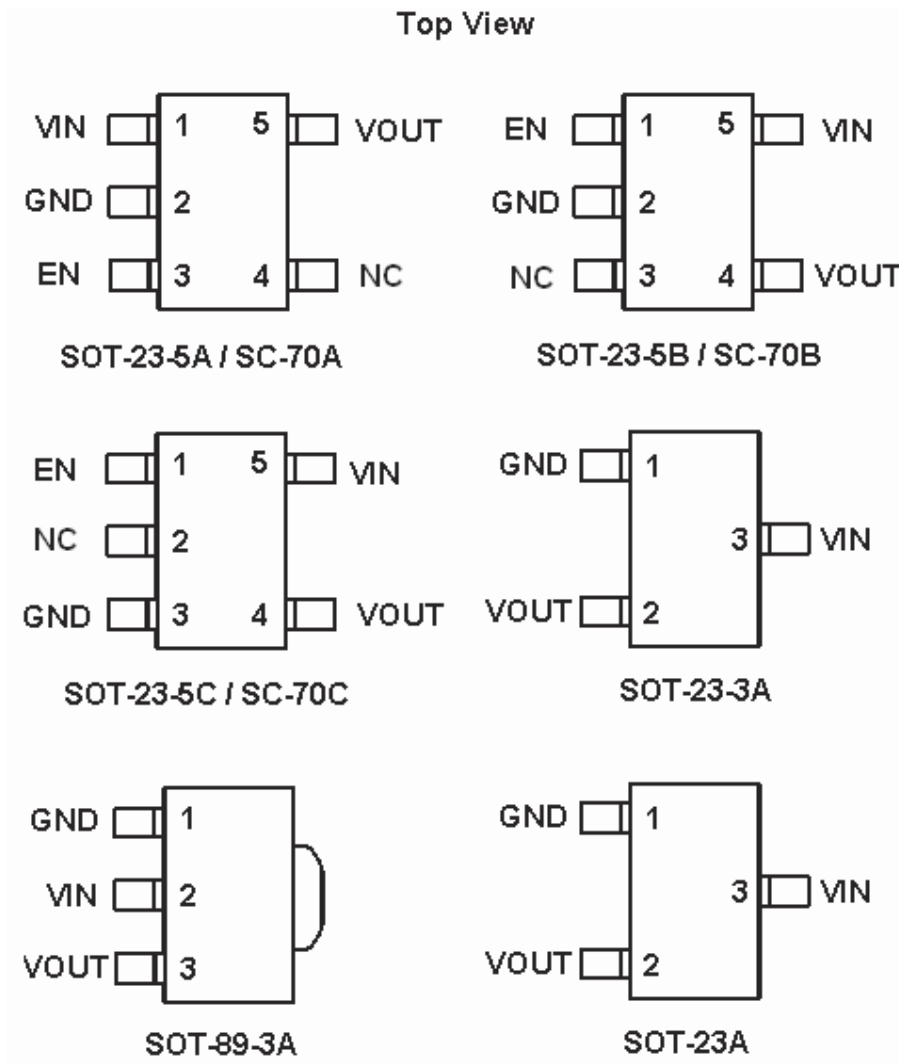 Top View
VIN 1 5 VOUT
GND 2
EN 3 4 NC
SOT-23-5A / SC-70A
EN 1 5 VIN
GND 2
NC 3 4 VOUT
SOT-23-5B / SC-70B
EN 1 5 VIN
NC 2
GND 3 4 VOUT
SOT-23-5C / SC-70C
GND 1
3 VIN
VOUT 2
SOT-23-3A
GND 1
VIN 2
VOUT 3
SOT-89-3A
GND 1
3 VIN
VOUT 2
SOT-23A